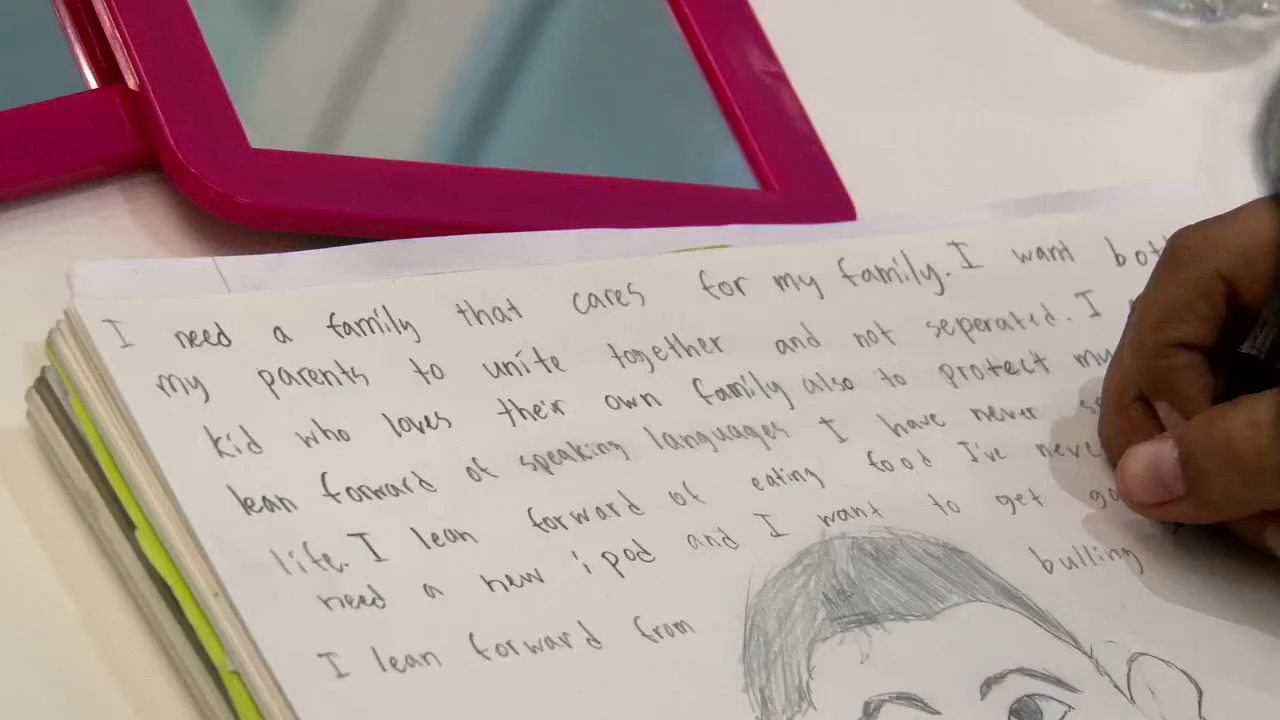 I need a family that cares for my family. I want
my parents to unite together and not seperated. I
kid who loves their own family also to protect my
lean forward of speaking languages I have never
life. I lean forward of eating food I've
need a new ipod and I want to get
I lean forward from bulling